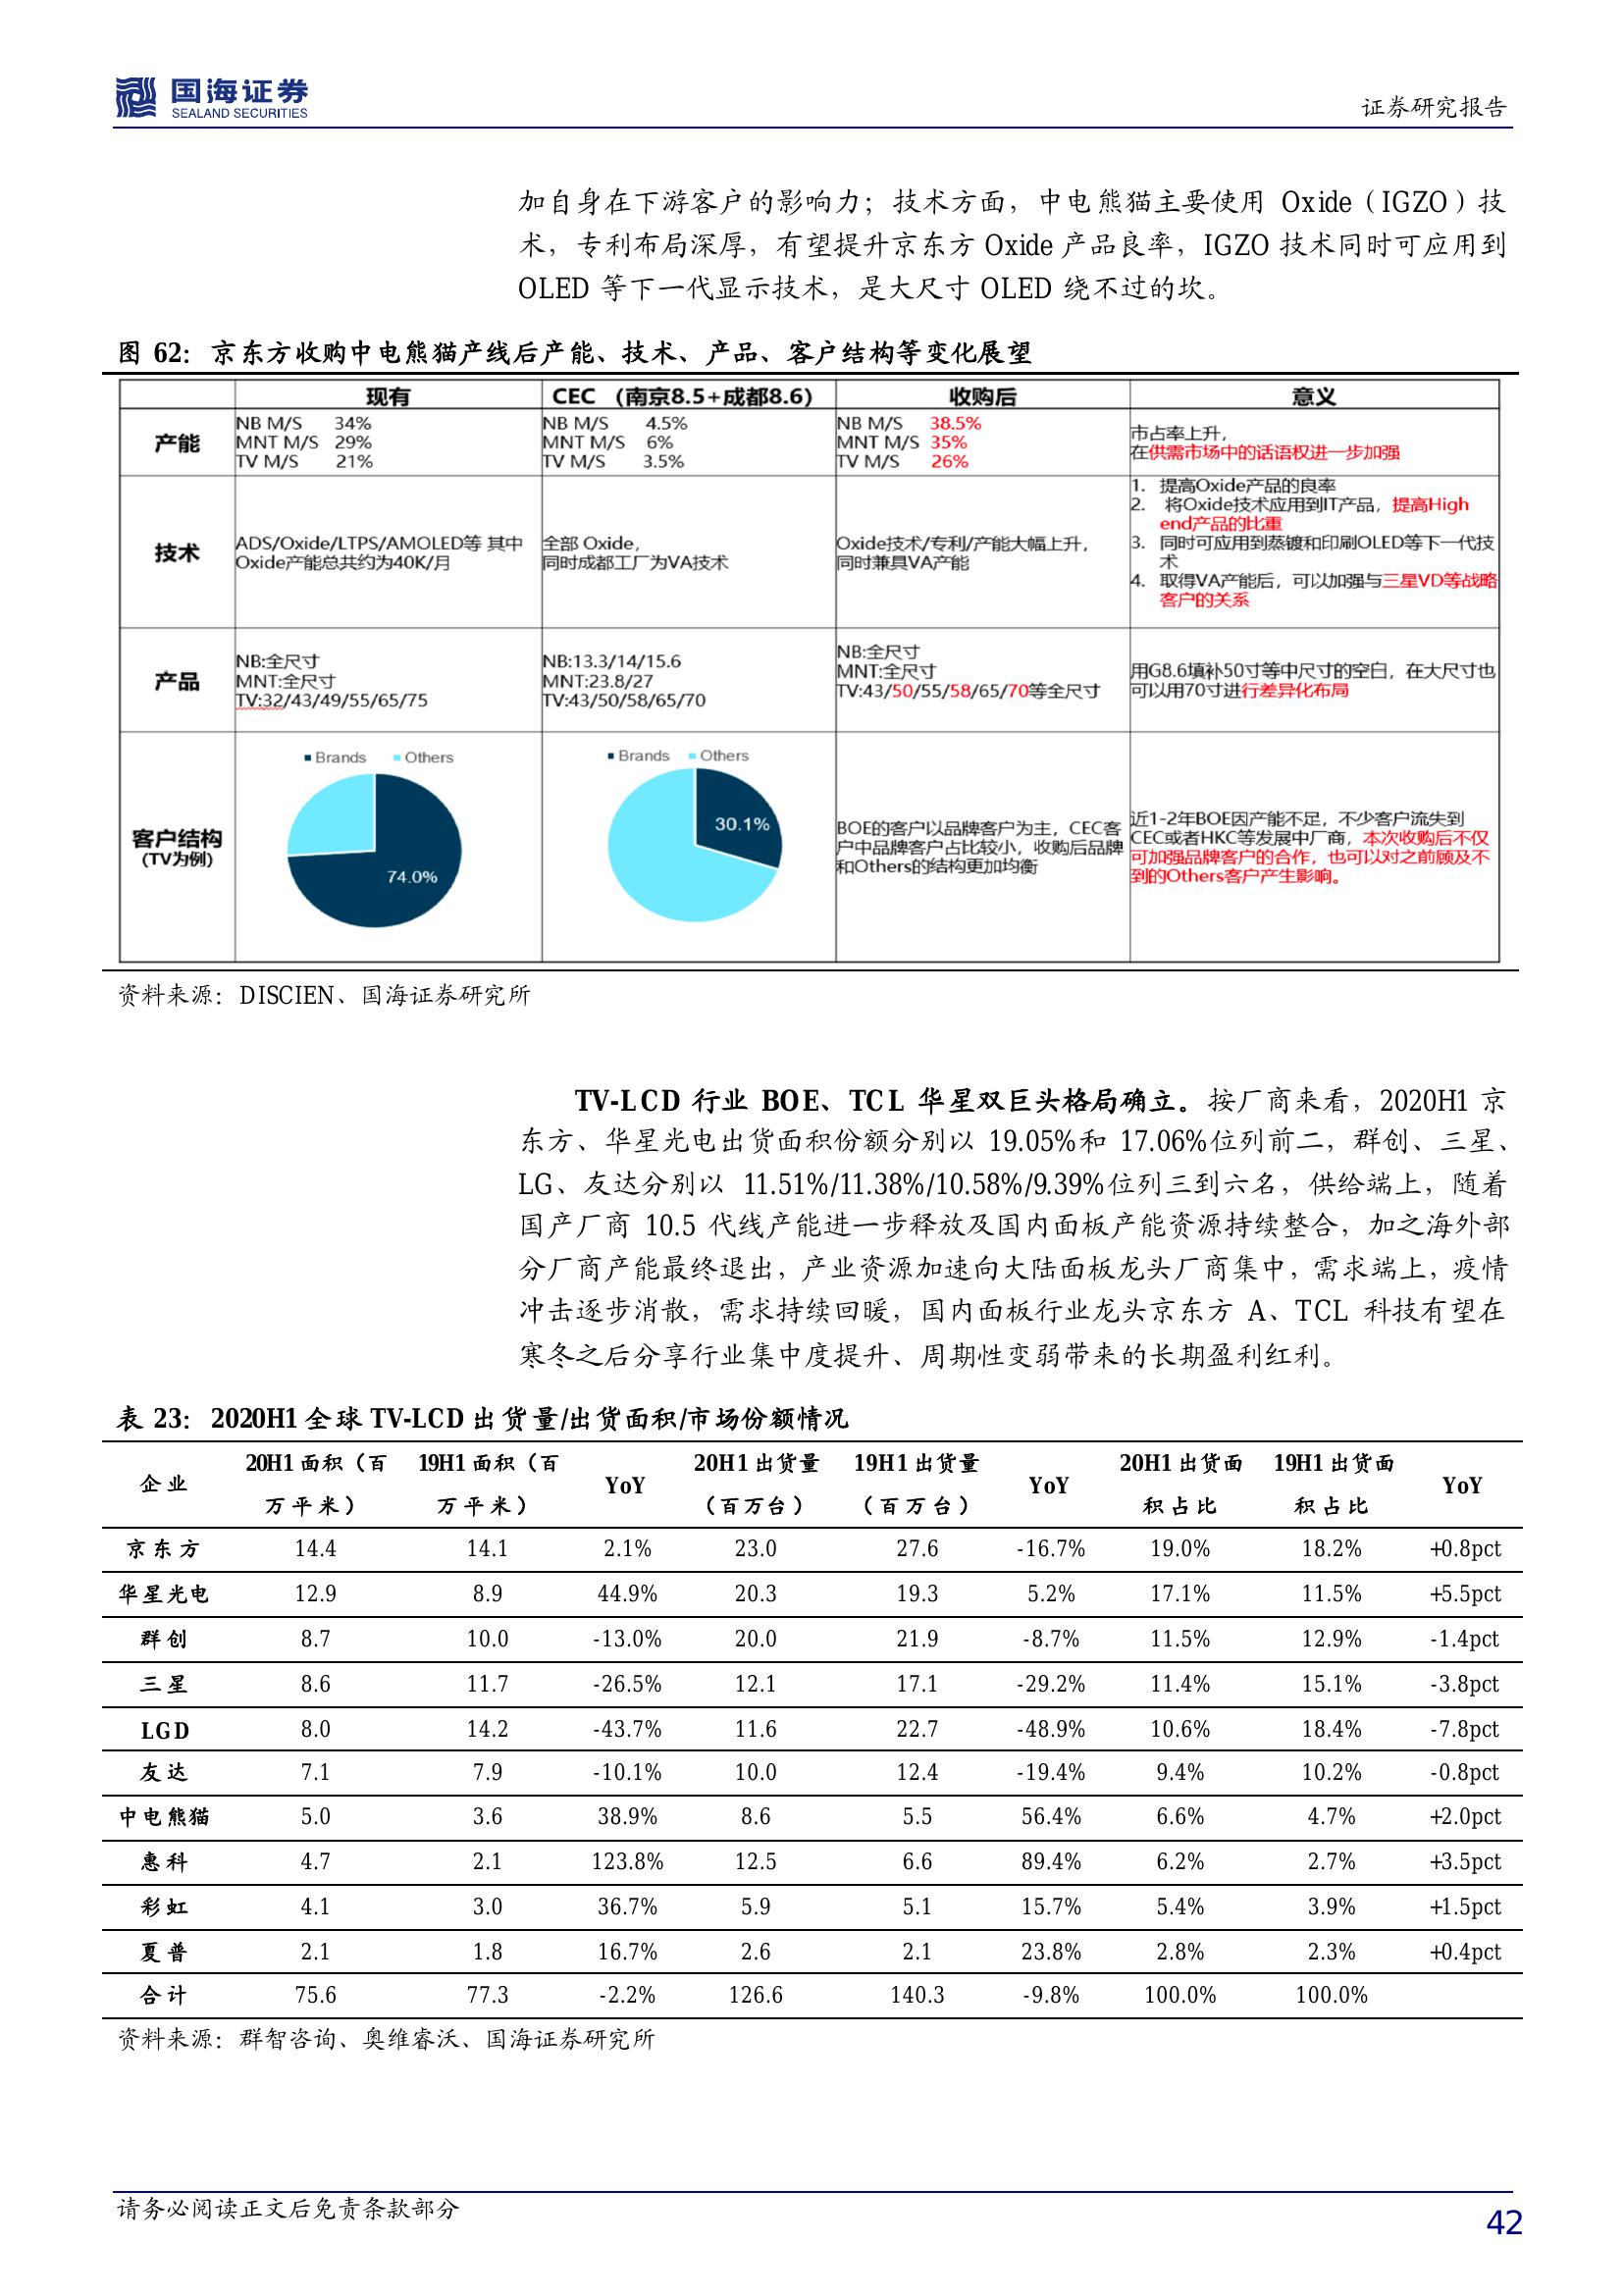 国海证券
SEALAND SECURITIES
证券研究报告
加自身在下游客户的影响力；技术方面，中电熊猫主要使用 Oxide（IGZO）技
术，专利布局深厚，有望提升京东方 Oxide 产品良率，IGZO 技术同时可应用到
OLED 等下一代显示技术，是大尺寸 OLED 绕不过的坎。
图 62：京东方收购中电熊猫产线后产能、技术、产品、客户结构等变化展望
现有 CEC （南京8.5+成都8.6） 收购后 意义
产能
NB M/S 34%
MNT M/S 29%
TV M/S 21%
NB M/S 4.5%
MNT M/S 6%
TV M/S 3.5%
NB M/S 38.5%
MNT M/S 35%
TV M/S 26%
市占率上升，
在供需市场中的话语权进一步加强
技术
ADS/Oxide/LTPS/AMOLED等 其中
Oxide产能总共约为40K/月
全部 Oxide，
同时成都工厂为VA技术
Oxide技术/专利/产能大幅上升，
同时兼具VA产能
1. 提高Oxide产品的良率
2. 将Oxide技术应用到IT产品，提高High
end产品的比重
3. 同时可应用到蒸镀和印刷OLED等下一代技
术
4. 取得VA产能后，可以加强与三星VD等战略
客户的关系
产品
NB:全尺寸
MNT:全尺寸
TV:32/43/49/55/65/75
NB:13.3/14/15.6
MNT:23.8/27
TV:43/50/58/65/70
NB:全尺寸
MNT:全尺寸
TV:43/50/55/58/65/70等全尺寸
用G8.6填补50寸等中尺寸的空白，在大尺寸也
可以用70寸进行差异化布局
客户结构
(TV为例)
Brands Others
74.0%
Brands Others
30.1%
BOE的客户以品牌客户为主，CEC客
户中品牌客户占比较小，收购后品牌
和Others的结构更加均衡
近1-2年BOE因产能不足，不少客户流失到
CEC或者HKC等发展中厂商，本次收购后不仅
可加强品牌客户的合作，也可以对之前顾及不
到的Others客户产生影响。
资料来源：DISCIEN、国海证券研究所
TV-LCD 行业 BOE、TCL 华星双巨头格局确立。按厂商来看，2020H1 京
东方、华星光电出货面积份额分别以 19.05%和 17.06%位列前二，群创、三星、
LG、友达分别以 11.51%/11.38%/10.58%/9.39%位列三到六名，供给端上，随着
国产厂商 10.5 代线产能进一步释放及国内面板产能资源持续整合，加之海外部
分厂商产能最终退出，产业资源加速向大陆面板龙头厂商集中，需求端上，疫情
冲击逐步消散，需求持续回暖，国内面板行业龙头京东方 A、TCL 科技有望在
寒冬之后分享行业集中度提升、周期性变弱带来的长期盈利红利。
表 23：2020H1 全球 TV-LCD 出货量/出货面积/市场份额情况
企业 20H1 面积（百万平米） 19H1 面积（百万平米） YoY 20H1 出货量（百万台） 19H1 出货量（百万台） YoY 20H1 出货面积占比 19H1 出货面积占比 YoY
京东方 14.4 14.1 2.1% 23.0 27.6 -16.7% 19.0% 18.2% +0.8pct
华星光电 12.9 8.9 44.9% 20.3 19.3 5.2% 17.1% 11.5% +5.5pct
群创 8.7 10.0 -13.0% 20.0 21.9 -8.7% 11.5% 12.9% -1.4pct
三星 8.6 11.7 -26.5% 12.1 17.1 -29.2% 11.4% 15.1% -3.8pct
LGD 8.0 14.2 -43.7% 11.6 22.7 -48.9% 10.6% 18.4% -7.8pct
友达 7.1 7.9 -10.1% 10.0 12.4 -19.4% 9.4% 10.2% -0.8pct
中电熊猫 5.0 3.6 38.9% 8.6 5.5 56.4% 6.6% 4.7% +2.0pct
惠科 4.7 2.1 123.8% 12.5 6.6 89.4% 6.2% 2.7% +3.5pct
彩虹 4.1 3.0 36.7% 5.9 5.1 15.7% 5.4% 3.9% +1.5pct
夏普 2.1 1.8 16.7% 2.6 2.1 23.8% 2.8% 2.3% +0.4pct
合计 75.6 77.3 -2.2% 126.6 140.3 -9.8% 100.0% 100.0%
资料来源：群智咨询、奥维睿沃、国海证券研究所
请务必阅读正文后免责条款部分
42